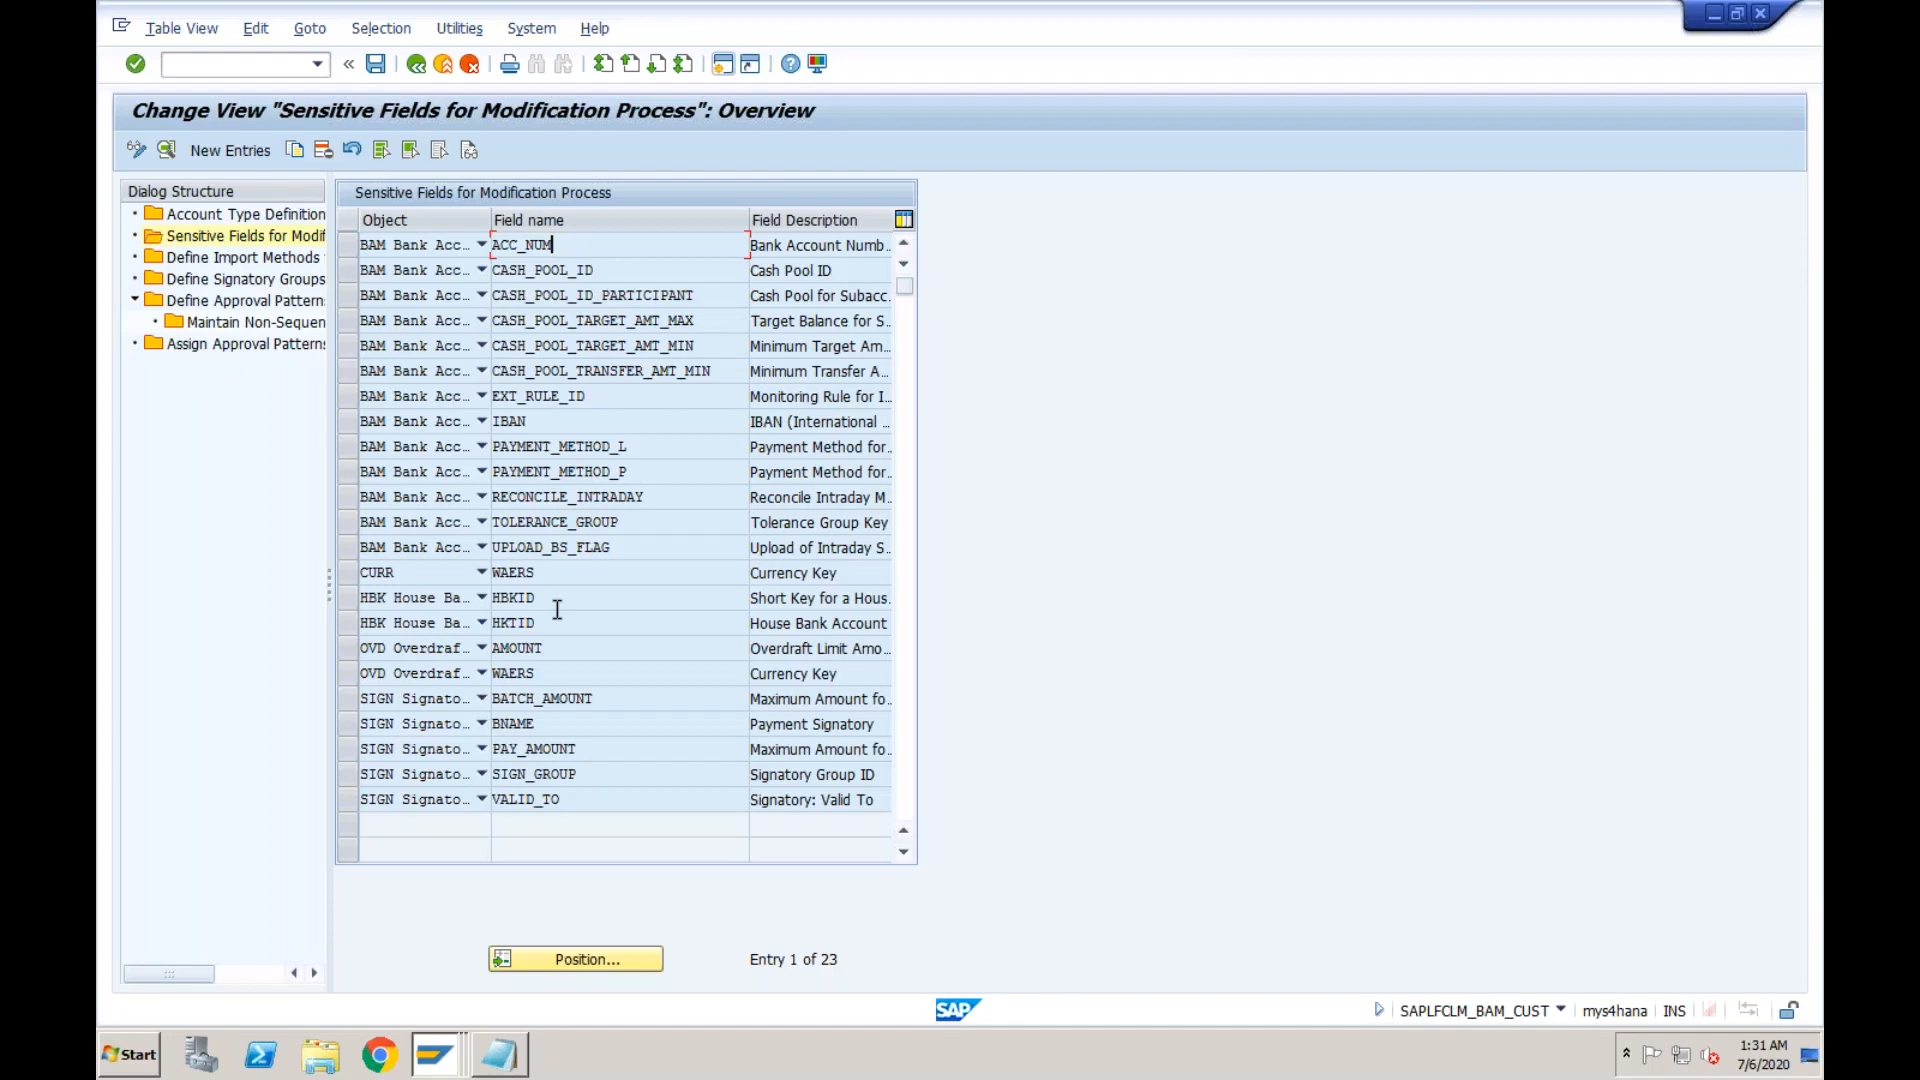 Table View Edit Goto Selection Utilities System Help
Change View "Sensitive Fields for Modification Process": Overview
New Entries
Dialog Structure
Account Type Definition
Sensitive Fields for Modif
Define Import Methods
Define Signatory Groups
Define Approval Patterns
Maintain Non-Sequen
Assign Approval Patterns
Sensitive Fields for Modification Process
Object Field name Field Description
BAM Bank Acc... ACC_NUM Bank Account Numb...
BAM Bank Acc... CASH_POOL_ID Cash Pool ID
BAM Bank Acc... CASH_POOL_ID_PARTICIPANT Cash Pool for Subacc...
BAM Bank Acc... CASH_POOL_TARGET_AMT_MAX Target Balance for S...
BAM Bank Acc... CASH_POOL_TARGET_AMT_MIN Minimum Target Am...
BAM Bank Acc... CASH_POOL_TRANSFER_AMT_MIN Minimum Transfer A...
BAM Bank Acc... EXT_RULE_ID Monitoring Rule for I...
BAM Bank Acc... IBAN IBAN (International ...
BAM Bank Acc... PAYMENT_METHOD_L Payment Method for...
BAM Bank Acc... PAYMENT_METHOD_P Payment Method for...
BAM Bank Acc... RECONCILE_INTRADAY Reconcile Intraday M...
BAM Bank Acc... TOLERANCE_GROUP Tolerance Group Key
BAM Bank Acc... UPLOAD_BS_FLAG Upload of Intraday S...
CURR WAERS Currency Key
HBK House Ba... HBKID Short Key for a Hous...
HBK House Ba... HKTID House Bank Account
OVD Overdraf... AMOUNT Overdraft Limit Amo...
OVD Overdraf... WAERS Currency Key
SIGN Signato... BATCH_AMOUNT Maximum Amount fo...
SIGN Signato... BNAME Payment Signatory
SIGN Signato... PAY_AMOUNT Maximum Amount fo...
SIGN Signato... SIGN_GROUP Signatory Group ID
SIGN Signato... VALID_TO Signatory: Valid To
Position... Entry 1 of 23
SAP SAPLFCLM_BAM_CUST mys4hana INS
Start 1:31 AM
7/6/2020